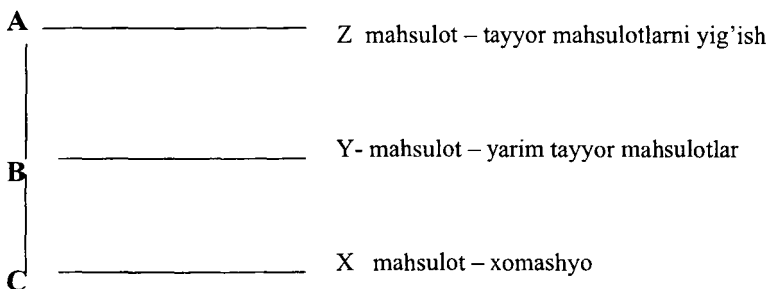 A Z mahsulot – tayyor mahsulotlarni yig'ish
B Y- mahsulot – yarim tayyor mahsulotlar
C X mahsulot – xomashyo